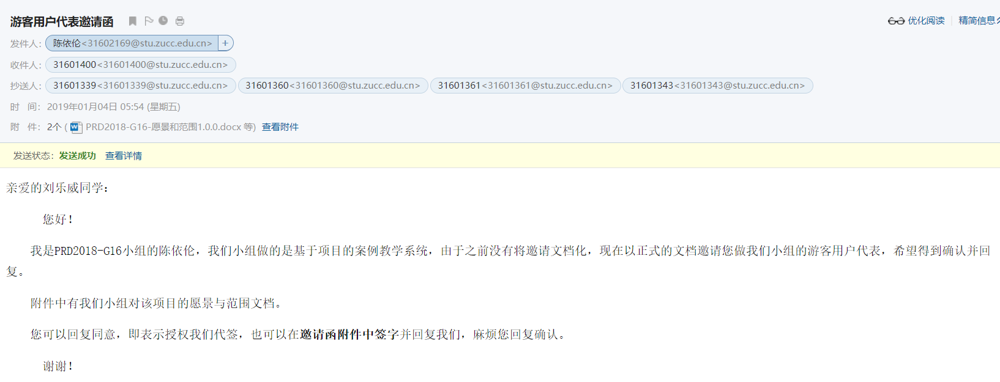 游客用户代表邀请函
优化阅读 精简信息
发件人： 陈依伦<31602169@stu.zucc.edu.cn> +
收件人： 31601400<31601400@stu.zucc.edu.cn>
抄送人： 31601339<31601339@stu.zucc.edu.cn> 31601360<31601360@stu.zucc.edu.cn> 31601361<31601361@stu.zucc.edu.cn> 31601343<31601343@stu.zucc.edu.cn>
时 间： 2019年01月04日 05:54 (星期五)
附 件： 2个 ( PRD2018-G16-愿景和范围1.0.0.docx 等) 查看附件
发送状态： 发送成功 查看详情
亲爱的刘乐威同学：
您好！
我是PRD2018-G16小组的陈依伦，我们小组做的是基于项目的案例教学系统，由于之前没有将邀请文档化，现在以正式的文档邀请您做我们小组的游客用户代表，希望得到确认并回
复。
附件中有我们小组对该项目的愿景与范围文档。
您可以回复同意，即表示授权我们代签，也可以在邀请函附件中签字并回复我们，麻烦您回复确认。
谢谢！